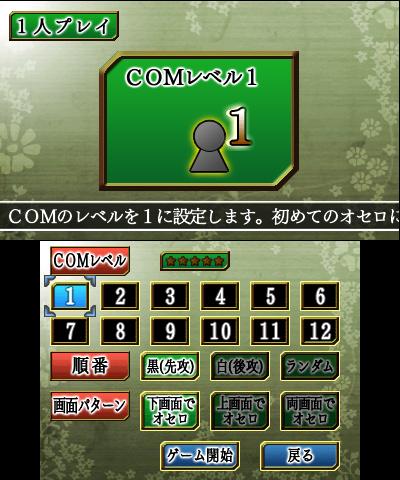 1人プレイ
COMレベル1
1
COMのレベルを1に設定します。初めてのオセロに
COMレベル
1 2 3 4 5 6
7 8 9 10 11 12
順番 黒(先攻) 白(後攻) ランダム
画面パターン 下画面で 上画面で 両画面で
オセロ オセロ オセロ
ゲーム開始 戻る